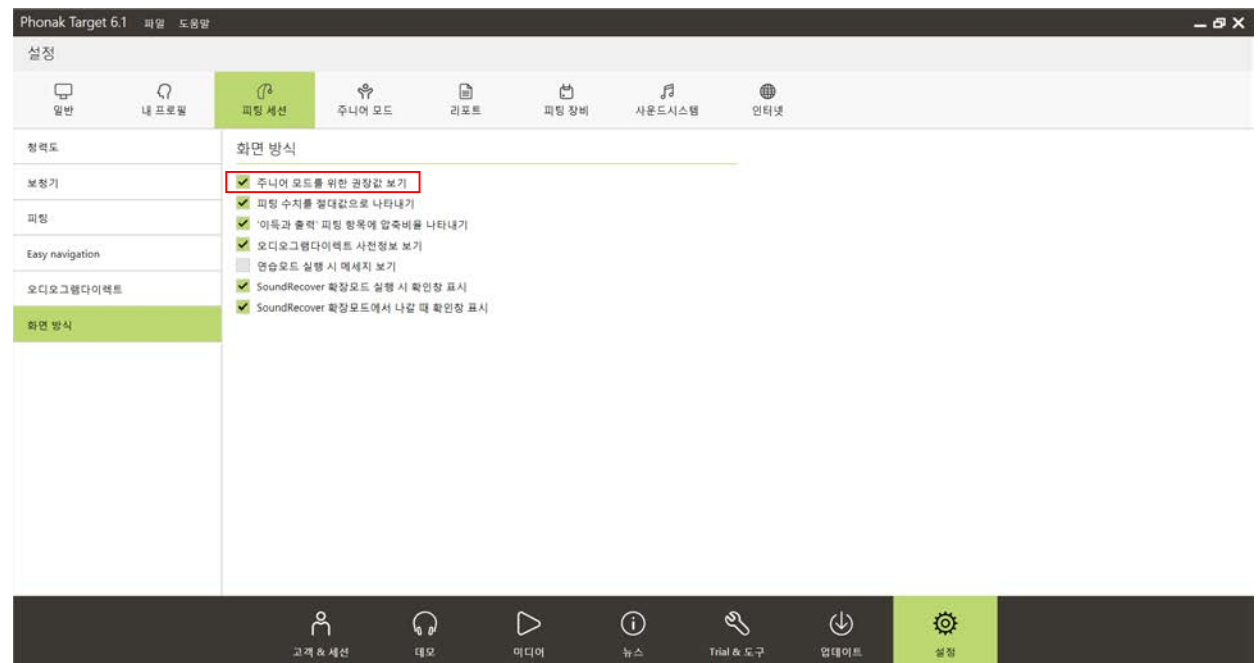 Phonak Target 6.1 파일 도움말
설정
일반 내 프로필 피팅 세션 주니어 모드 리포트 피팅 장비 사운드시스템 인터넷
청력도
보청기
피팅
Easy navigation
오디오그램다이렉트
화면 방식
화면 방식
주니어 모드를 위한 권장값 보기
피팅 수치를 절대값으로 나타내기
'이득과 출력' 피팅 항목에 압축비율 나타내기
오디오그램다이렉트 사전정보 보기
연습모드 실행 시 메세지 보기
SoundRecover 확장모드 실행 시 확인창 표시
SoundRecover 확장모드에서 나갈 때 확인창 표시
고객 & 세션 데모 미디어 뉴스 Trial & 도구 업데이트 설정